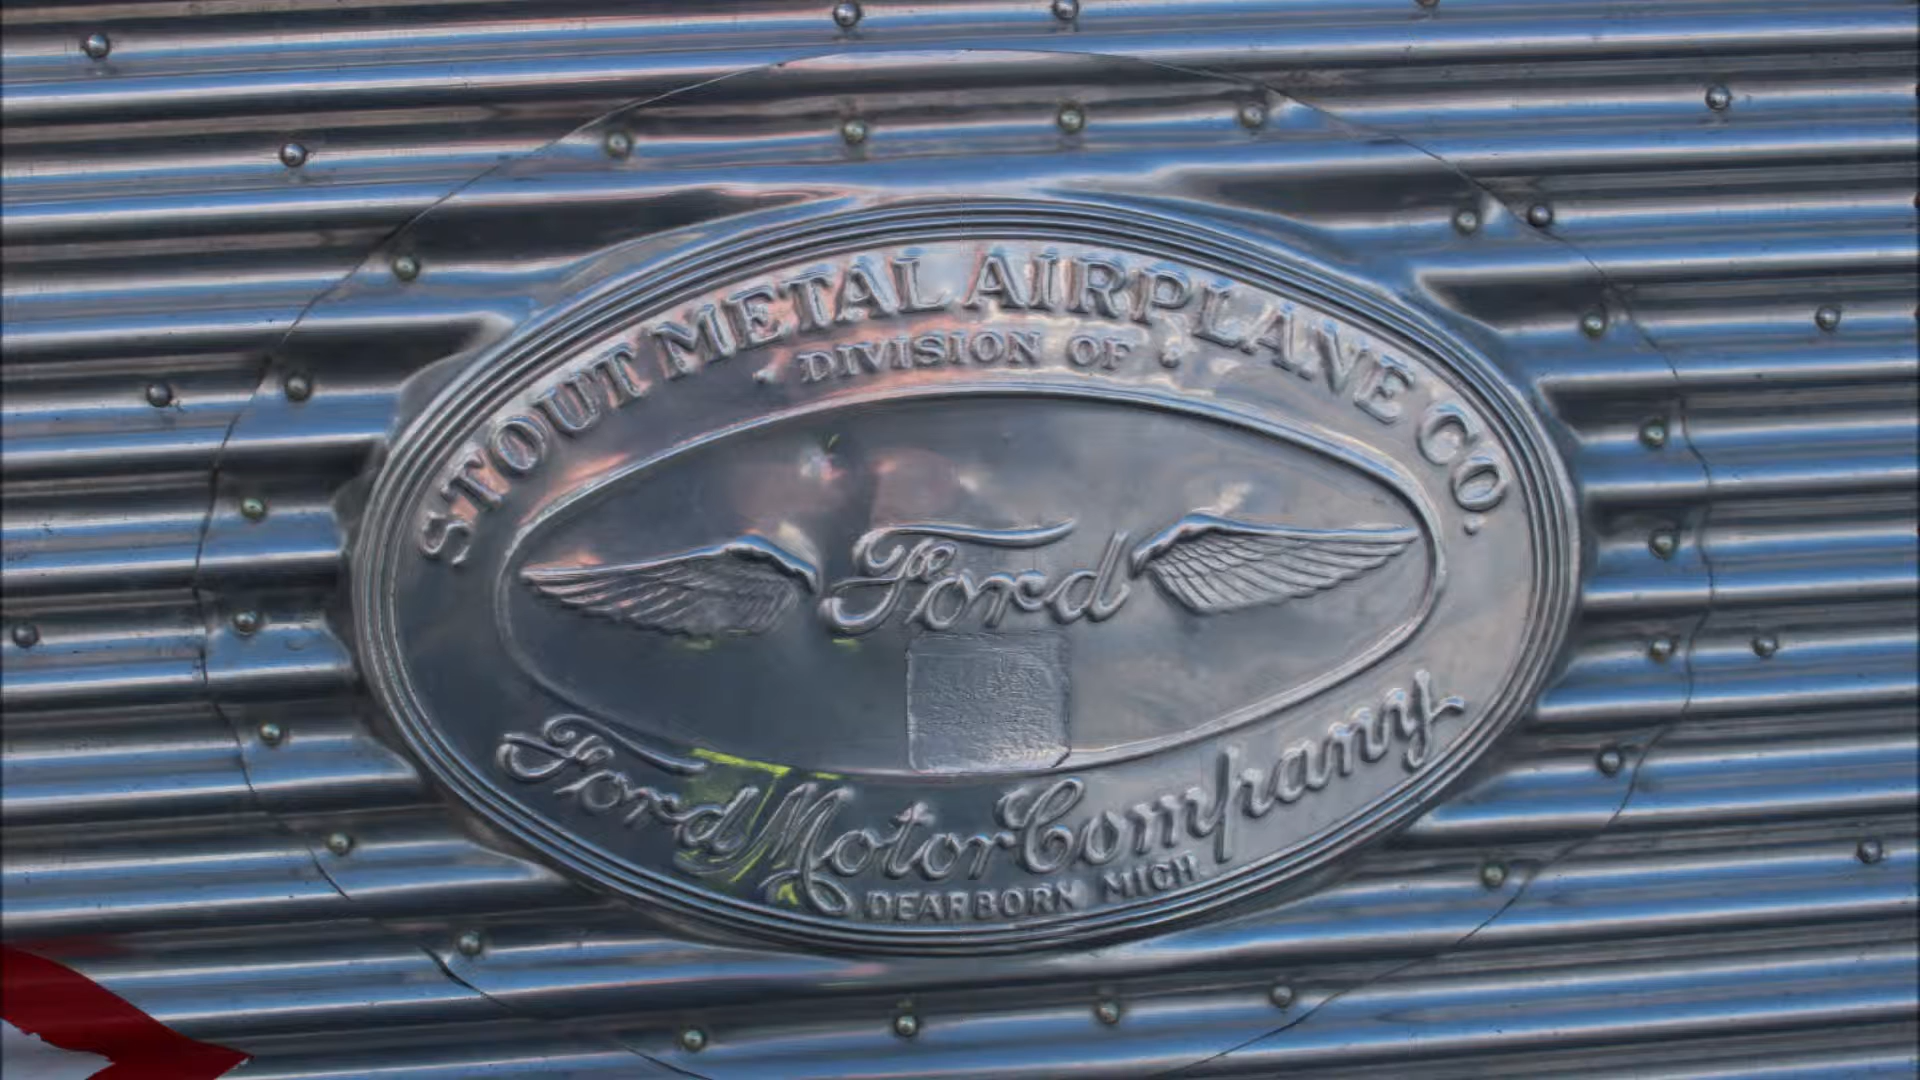 STOUT METAL AIRPLANE CO.
DIVISION OF
Ford
Ford Motor Company
DEARBORN MICH.